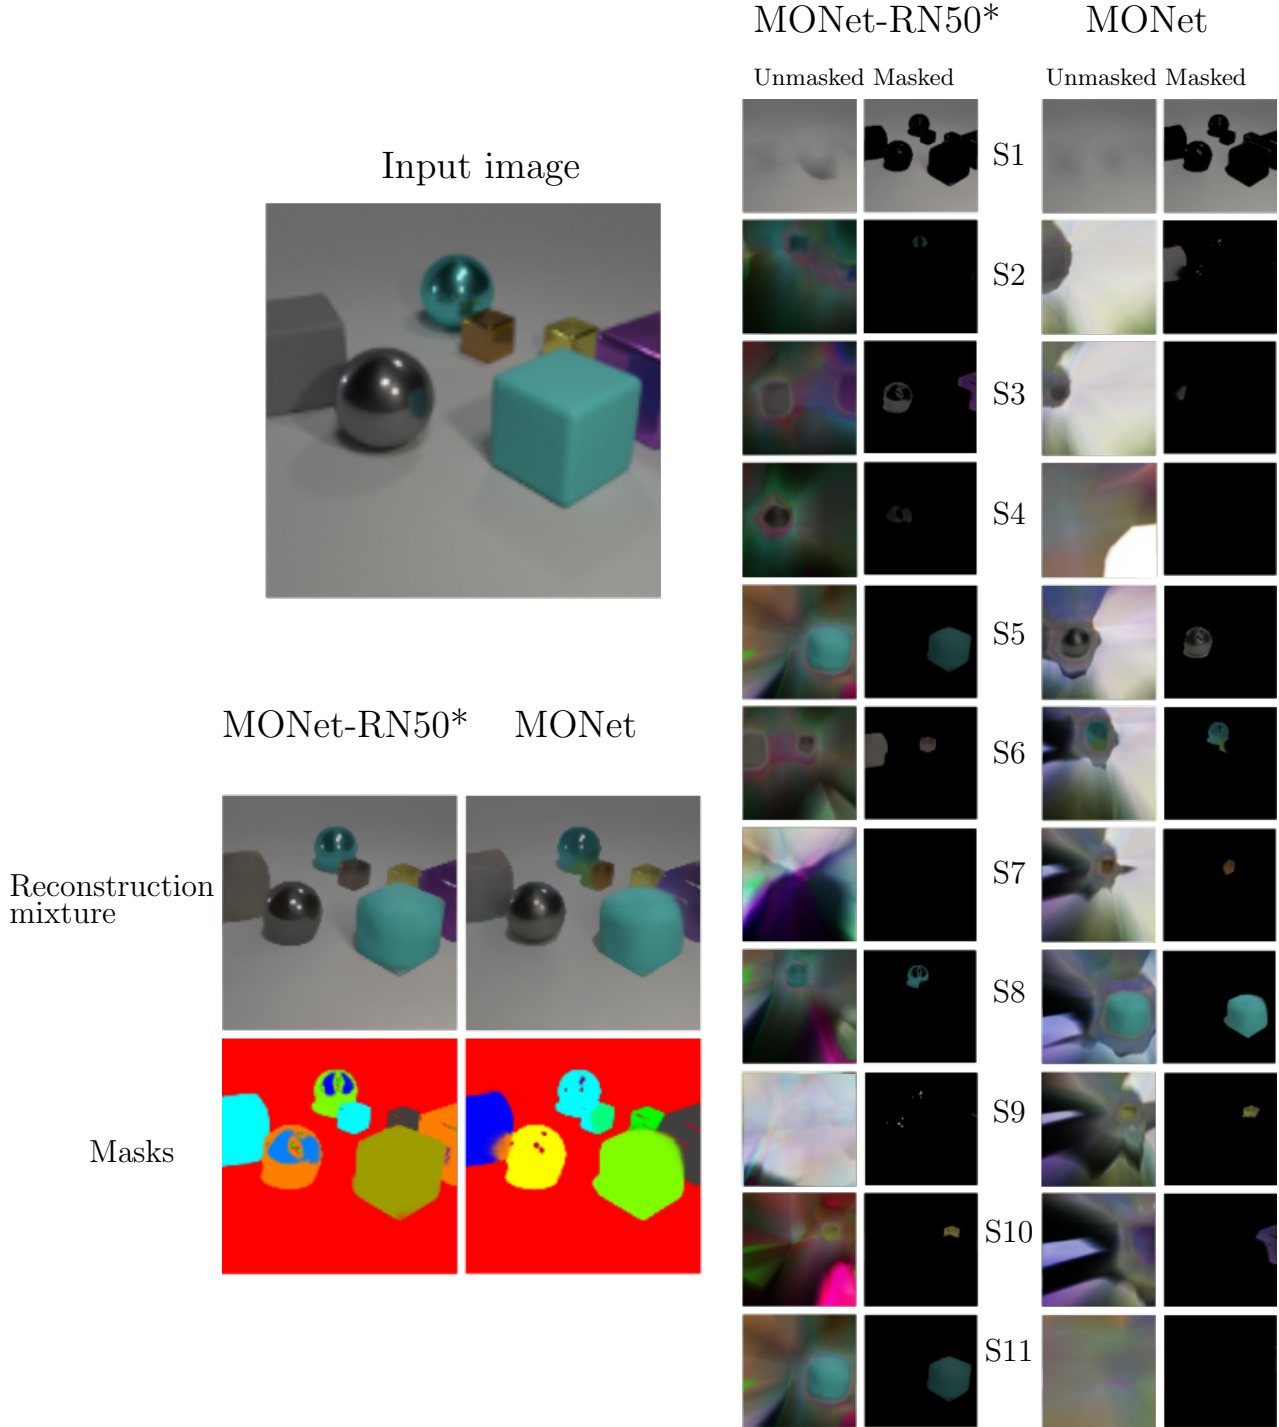 MONet-RN50* MONet
Unmasked Masked Unmasked Masked
Input image
S1
S2
S3
S4
S5
S6
S7
S8
S9
S10
S11
MONet-RN50* MONet
Reconstruction
mixture
Masks